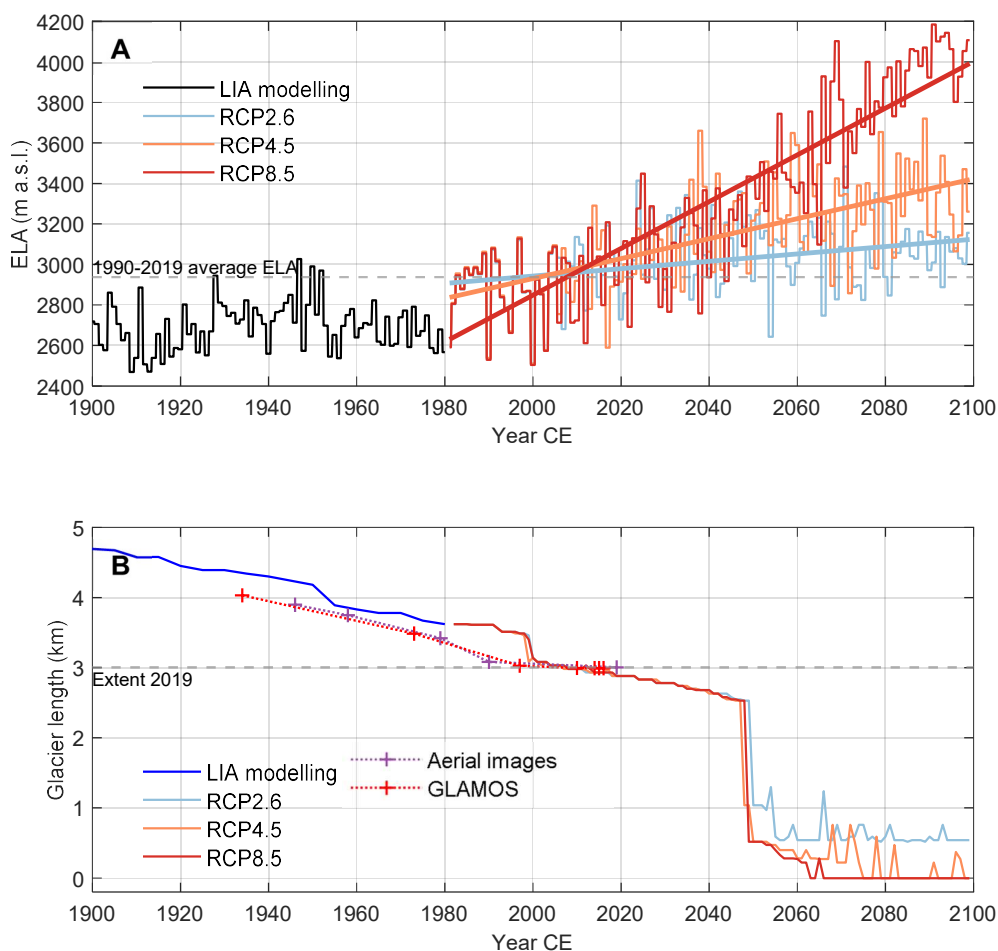 A
4200
4000
3800
3600
3400
3200
3000
2800
2600
2400
ELA (m a.s.l.)
LIA modelling
RCP2.6
RCP4.5
RCP8.5
1990-2019 average ELA
1900 1920 1940 1960 1980 2000 2020 2040 2060 2080 2100
Year CE
B
5
4
3
2
1
0
Glacier length (km)
Extent 2019
LIA modelling
RCP2.6
RCP4.5
RCP8.5
Aerial images
GLAMOS
1900 1920 1940 1960 1980 2000 2020 2040 2060 2080 2100
Year CE